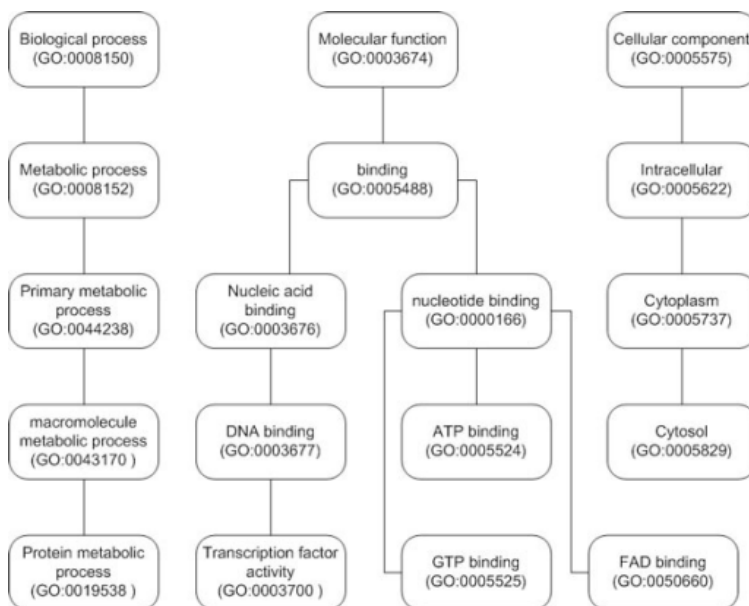 Biological process
(GO:0008150)
Molecular function
(GO:0003674)
Cellular component
(GO:0005575)
Metabolic process
(GO:0008152)
binding
(GO:0005488)
Intracellular
(GO:0005622)
Primary metabolic
process
(GO:0044238)
Nucleic acid
binding
(GO:0003676)
nucleotide binding
(GO:0000166)
Cytoplasm
(GO:0005737)
macromolecule
metabolic process
(GO:0043170 )
DNA binding
(GO:0003677)
ATP binding
(GO:0005524)
Cytosol
(GO:0005829)
Protein metabolic
process
(GO:0019538 )
Transcription factor
activity
(GO:0003700 )
GTP binding
(GO:0005525)
FAD binding
(GO:0050660)